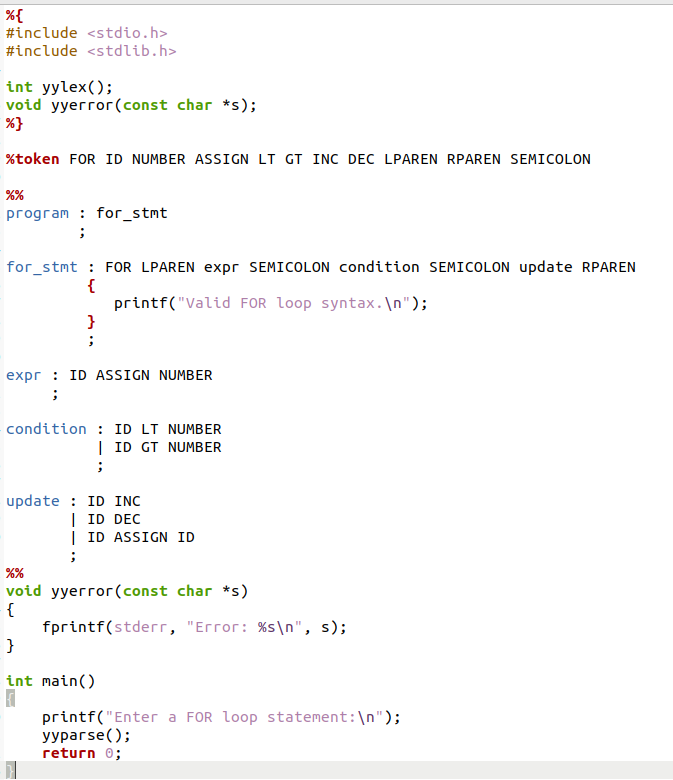 %{
#include <stdio.h>
#include <stdlib.h>

int yylex();
void yyerror(const char *s);
%}

%token FOR ID NUMBER ASSIGN LT GT INC DEC LPAREN RPAREN SEMICOLON

%%
program : for_stmt
        ;

for_stmt : FOR LPAREN expr SEMICOLON condition SEMICOLON update RPAREN
         {
            printf("Valid FOR loop syntax.\n");
         }
         ;

expr : ID ASSIGN NUMBER
     ;

condition : ID LT NUMBER
          | ID GT NUMBER
          ;

update : ID INC
       | ID DEC
       | ID ASSIGN ID
       ;
%%
void yyerror(const char *s)
{
    fprintf(stderr, "Error: %s\n", s);
}

int main()
{
    printf("Enter a FOR loop statement:\n");
    yyparse();
    return 0;
}